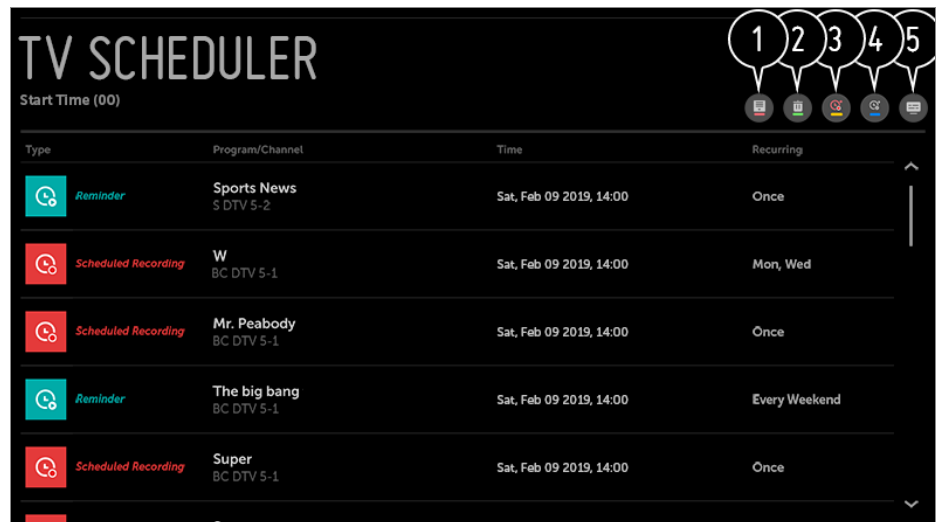 TV SCHEDULER
Start Time (00)
1 2 3 4 5
Type Program/Channel Time Recurring
Reminder Sports News Sat, Feb 09 2019, 14:00 Once
S DTV 5-2
Scheduled Recording W Sat, Feb 09 2019, 14:00 Mon, Wed
BC DTV 5-1
Scheduled Recording Mr. Peabody Sat, Feb 09 2019, 14:00 Once
BC DTV 5-1
Reminder The big bang Sat, Feb 09 2019, 14:00 Every Weekend
BC DTV 5-1
Scheduled Recording Super Sat, Feb 09 2019, 14:00 Once
BC DTV 5-1